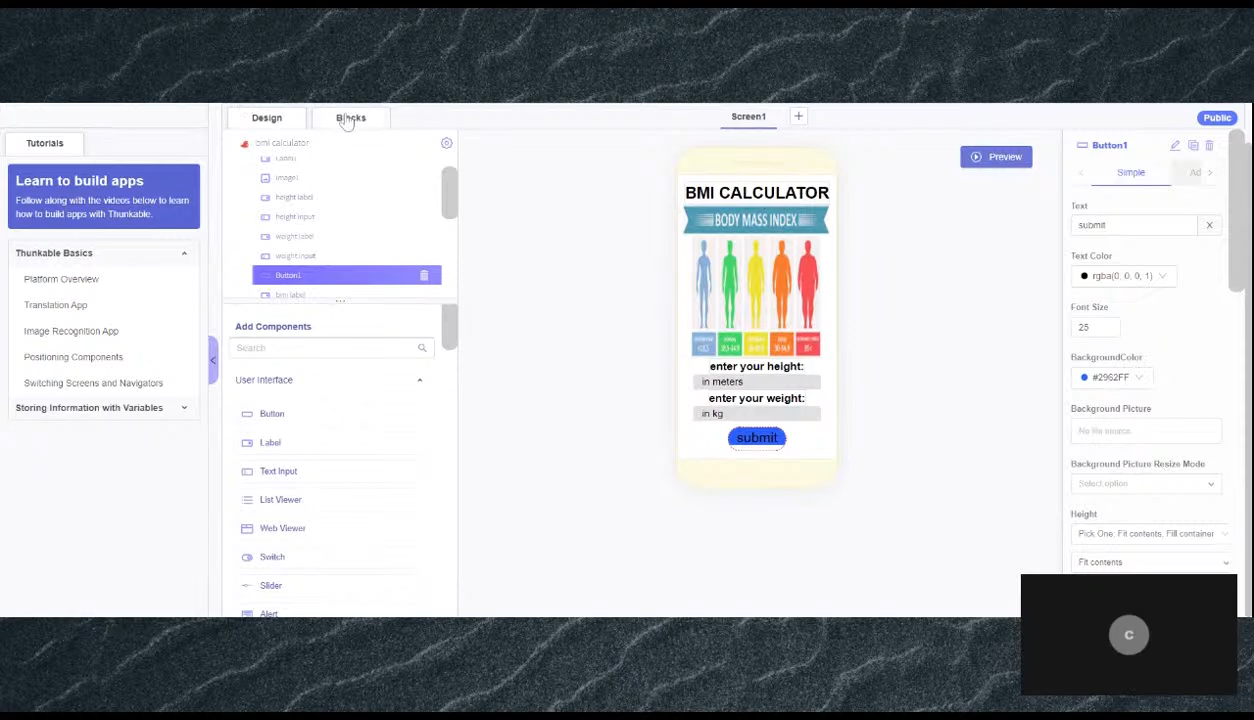 Design
Blocks
Screen1
+
Public
Tutorials
Learn to build apps
Follow along with the videos below to learn
how to build apps with Thunkable.
Thunkable Basics
Platform Overview
Translation App
Image Recognition App
Positioning Components
Switching Screens and Navigators
Storing Information with Variables
bmi calculator
Label1
image1
height label
height input
weight label
weight input
Button1
bmi label
Add Components
Search
User Interface
Button
Label
Text Input
List Viewer
Web Viewer
Switch
Slider
Alert
Preview
BMI CALCULATOR
BODY MASS INDEX
enter your height:
in meters
enter your weight:
in kg
submit
Button1
Simple
Ad
Text
submit
X
Text Color
rgba(0, 0, 0, 1)
Font Size
25
BackgroundColor
#2962FF
Background Picture
No file source.
Background Picture Resize Mode
Select option
Height
Pick One: Fit contents, Fill container
Fit contents
C